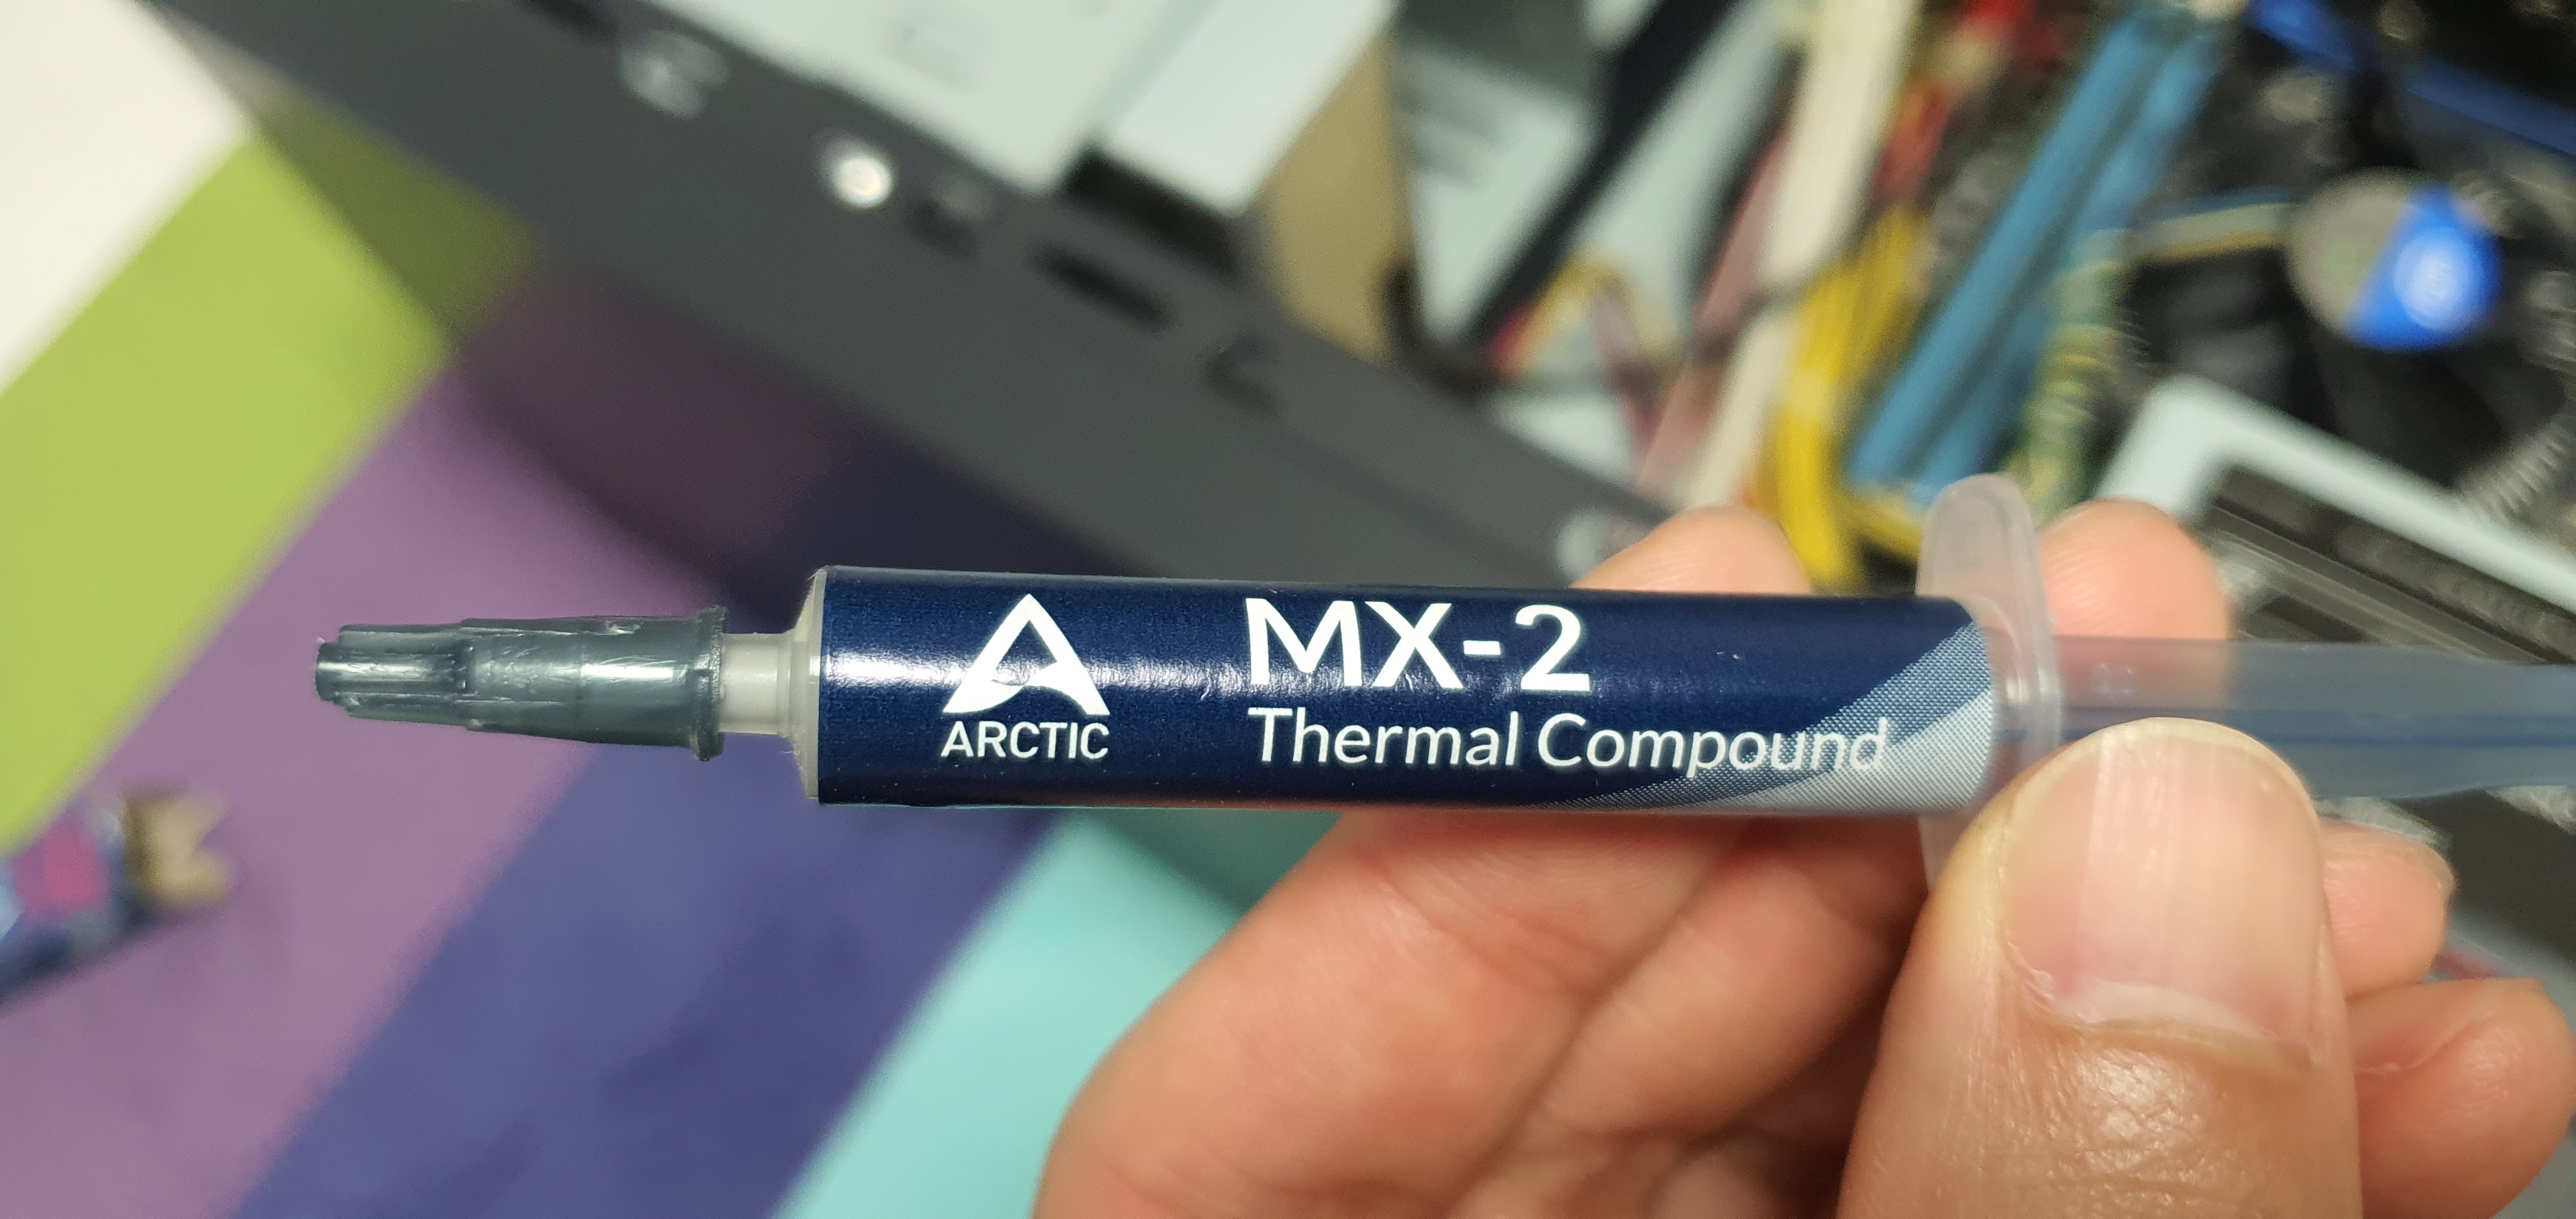 ARCTIC
MX-2
Thermal Compound